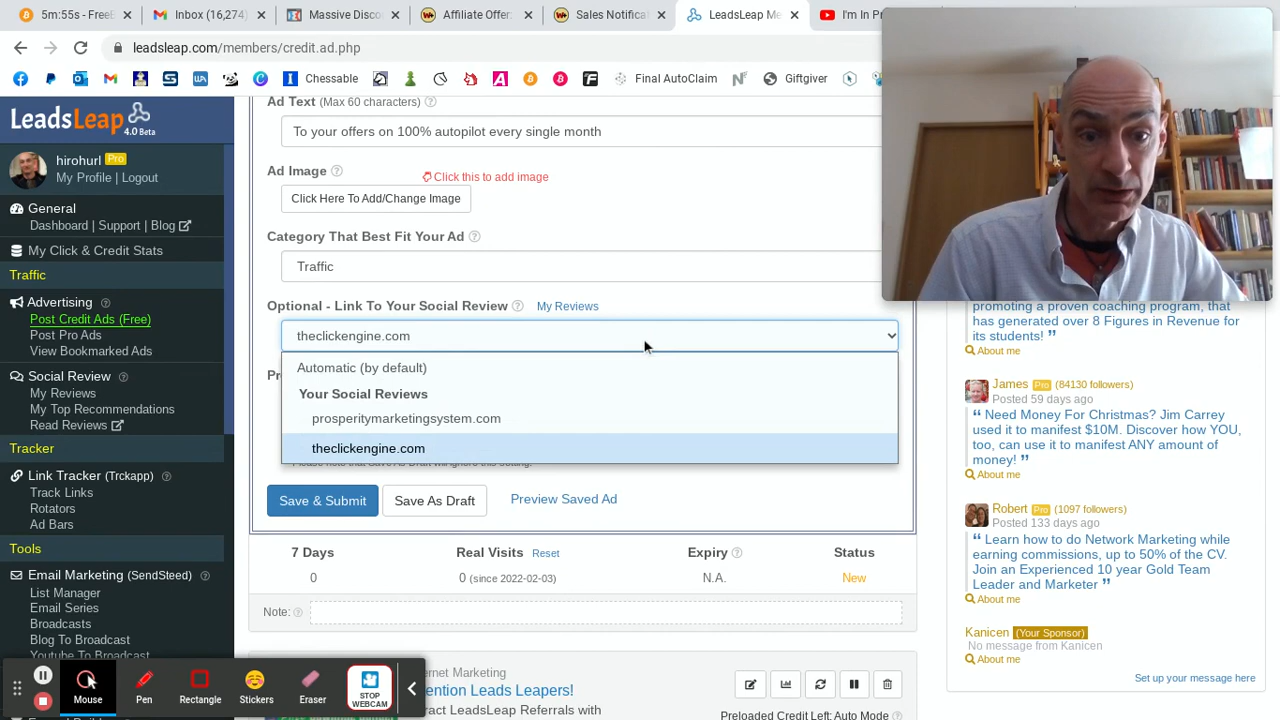 5m:55s - FreeB
Inbox (16,274)
Massive Disco
Affiliate Offer
Sales Notifica
LeadsLeap Me
I'm In Pr
leadsleap.com/members/credit.ad.php
Chessable
Final AutoClaim
Giftgiver
LeadsLeap
4.0 Beta
hirohurl Pro
My Profile | Logout
General
Dashboard | Support | Blog
My Click & Credit Stats
Traffic
Advertising
Post Credit Ads (Free)
Post Pro Ads
View Bookmarked Ads
Social Review
My Reviews
My Top Recommendations
Read Reviews
Tracker
Link Tracker (Trckapp)
Track Links
Rotators
Ad Bars
Tools
Email Marketing (SendSteed)
List Manager
Email Series
Broadcasts
Blog To Broadcast
Youtube To Broadcast
Ad Text (Max 60 characters)
To your offers on 100% autopilot every single month
Ad Image
Click this to add image
Click Here To Add/Change Image
Category That Best Fit Your Ad
Traffic
Optional - Link To Your Social Review My Reviews
theclickengine.com
Automatic (by default)
Your Social Reviews
prosperitymarketingsystem.com
theclickengine.com
Save & Submit
Save As Draft
Preview Saved Ad
7 Days
Real Visits Reset
Expiry
Status
0
0 (since 2022-02-03)
N.A.
New
Note:
ernet Marketing
ention Leads Leapers!
ract LeadsLeap Referrals with
Preloaded Credit Left: Auto Mode
promoting a proven coaching program, that
has generated over 8 Figures in Revenue for
its students!
About me
James Pro (84130 followers)
Posted 59 days ago
Need Money For Christmas? Jim Carrey
used it to manifest $10M. Discover how YOU,
too, can use it to manifest ANY amount of
money!
About me
Robert Pro (1097 followers)
Posted 133 days ago
Learn how to do Network Marketing while
earning commissions, up to 50% of the CV.
Join an Experienced 10 year Gold Team
Leader and Marketer
About me
Kanicen (Your Sponsor)
No message from Kanicen
About me
Set up your message here
Mouse
Pen
Rectangle
Stickers
Eraser
STOP
WEBCAM